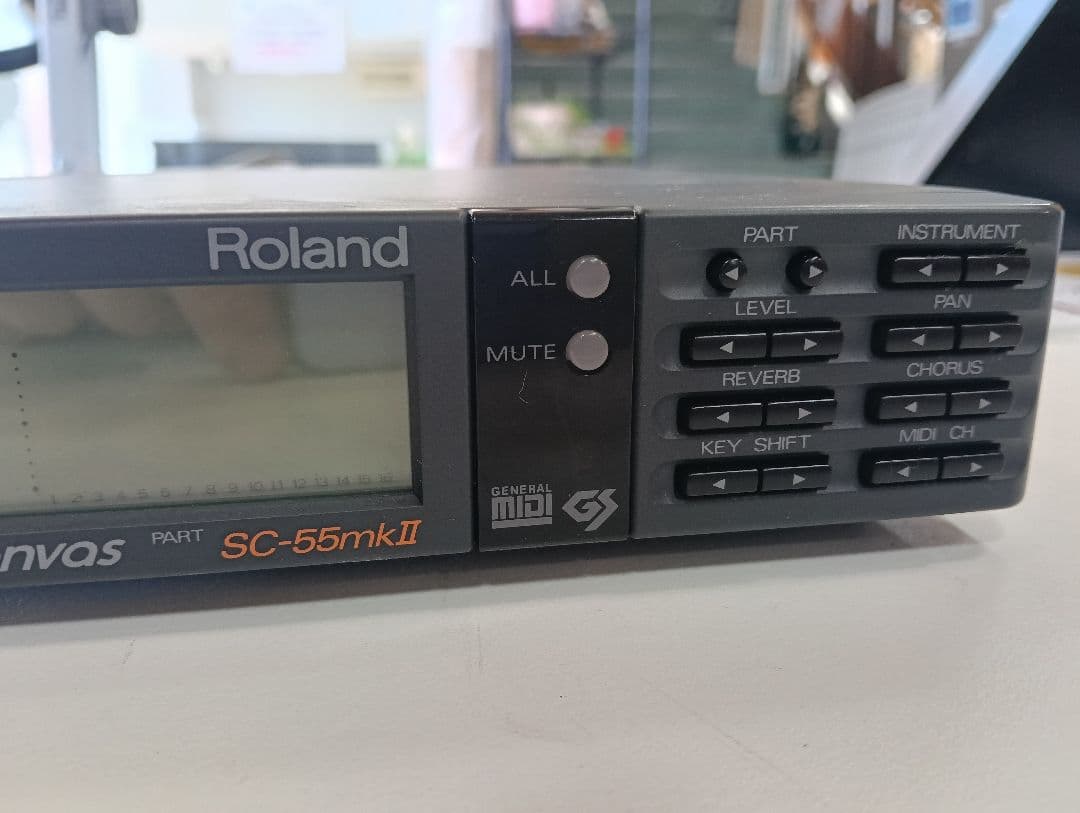 Roland
1 2 3 4 5 6 7 8 9 10 11 12 13 14 15 16
nvas PART SC-55mkII
ALL
MUTE
GENERAL
MIDI GS
PART INSTRUMENT
LEVEL PAN
REVERB CHORUS
KEY SHIFT MIDI CH